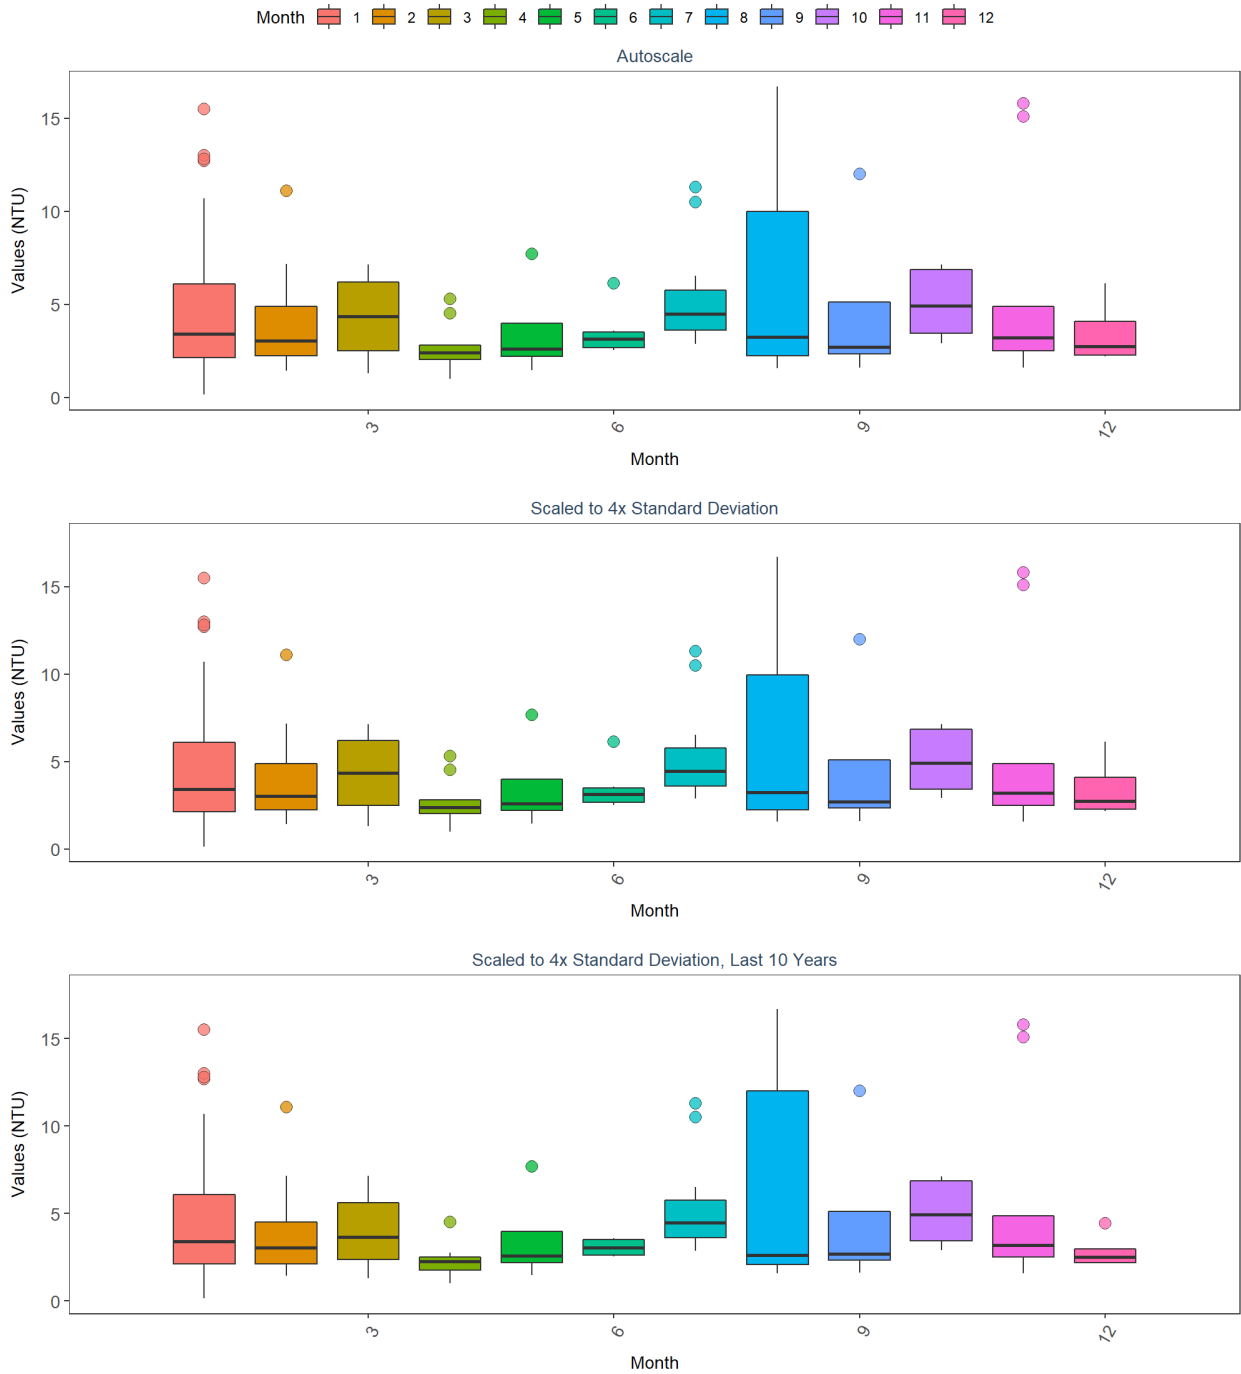 Month 1 2 3 4 5 6 7 8 9 10 11 12
Autoscale
Values (NTU)
15
10
5
0
3 6 9 12
Month
Scaled to 4x Standard Deviation
Values (NTU)
15
10
5
0
3 6 9 12
Month
Scaled to 4x Standard Deviation, Last 10 Years
Values (NTU)
15
10
5
0
3 6 9 12
Month